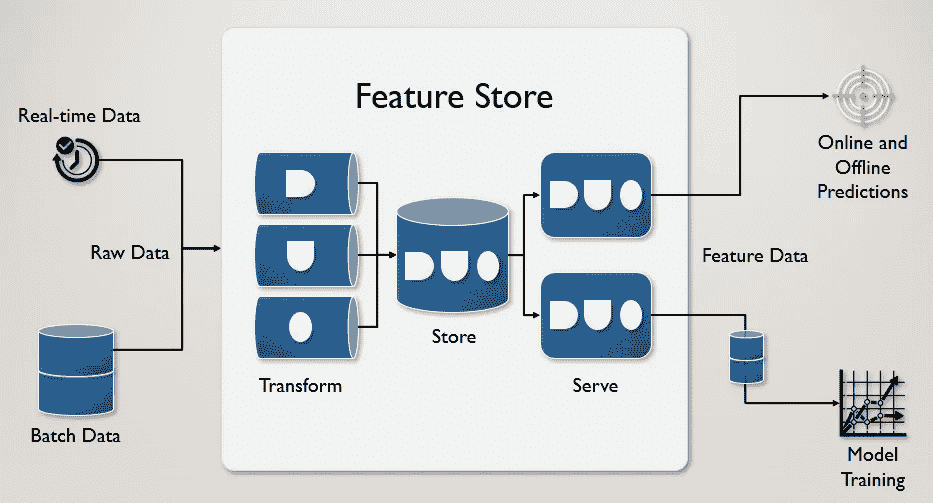 Feature Store
Real-time Data
Raw Data
Batch Data
Transform
Store
Serve
Feature Data
Online and
Offline
Predictions
Model
Training